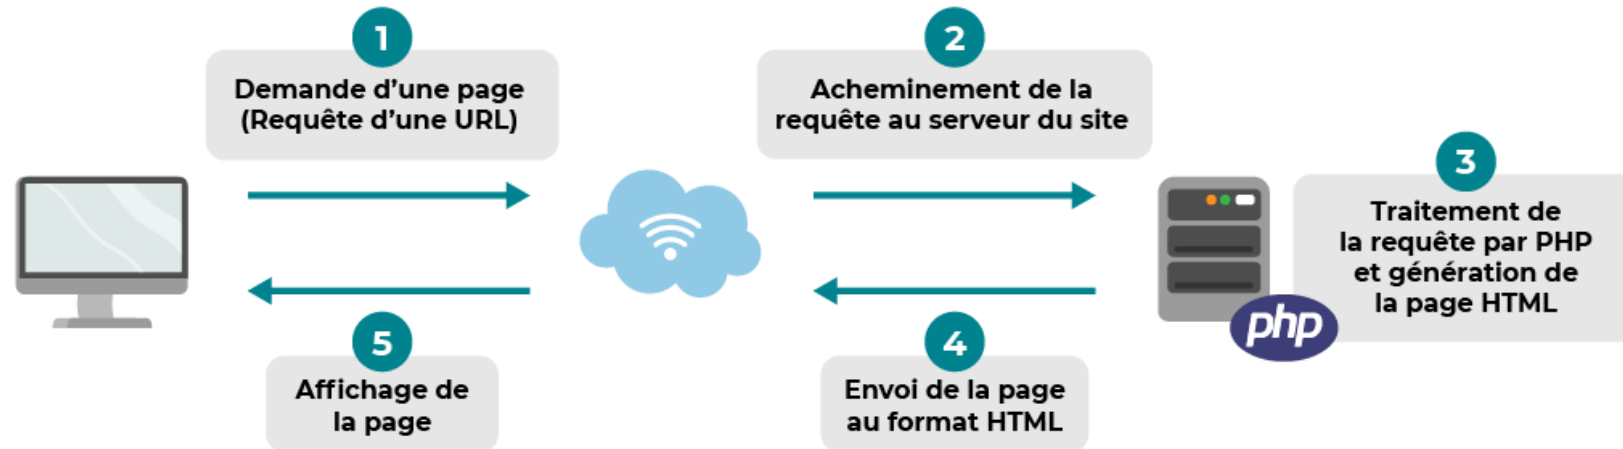 1
Demande d’une page
(Requête d’une URL)
2
Acheminement de la
requête au serveur du site
3
Traitement de
la requête par PHP
et génération de
la page HTML
php
4
Envoi de la page
au format HTML
5
Affichage de
la page